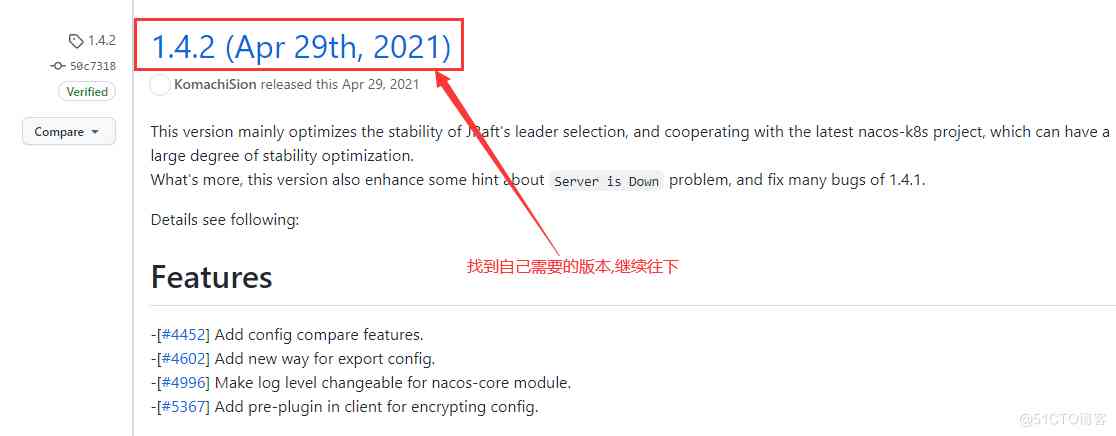 1.4.2
50c7318
Verified
Compare
1.4.2 (Apr 29th, 2021)
KomachiSion released this Apr 29, 2021
This version mainly optimizes the stability of JRaft's leader selection, and cooperating with the latest nacos-k8s project, which can have a
large degree of stability optimization.
What's more, this version also enhance some hint about Server is Down problem, and fix many bugs of 1.4.1.
Details see following:
找到自己需要的版本,继续往下
Features
-[#4452] Add config compare features.
-[#4602] Add new way for export config.
-[#4996] Make log level changeable for nacos-core module.
-[#5367] Add pre-plugin in client for encrypting config.
@51CTO博客